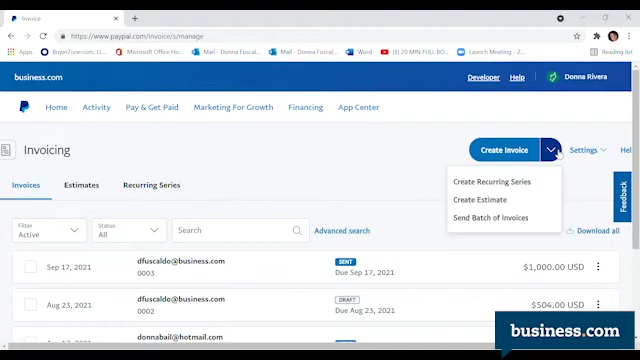 Invoice
https://www.paypal.com/invoice/s/manage
Apps
Buyer7one.com, LLC
Microsoft Office Ho
Mail - Donna Fuscal
Mail - Donna Fuscal
(8) 20 MIN FULL BO
Launch Meeting - Z
Reading list
business.com
Developer
Help
Donna Rivera
Home
Activity
Pay & Get Paid
Marketing For Growth
Financing
App Center
Invoicing
Create Invoice
Settings
Hel
Create Recurring Series
Create Estimate
Send Batch of Invoices
Invoices
Estimates
Recurring Series
Feedback
Filter
Active
Status
All
Search
Advanced search
Download all
Sep 17, 2021
dfuscaldo@business.com
0003
SENT
Due Sep 17, 2021
$1,000.00 USD
Aug 23, 2021
dfuscaldo@business.com
0002
DRAFT
Due Aug 23, 2021
$504.00 USD
donnabail@hotmail.com
business.com